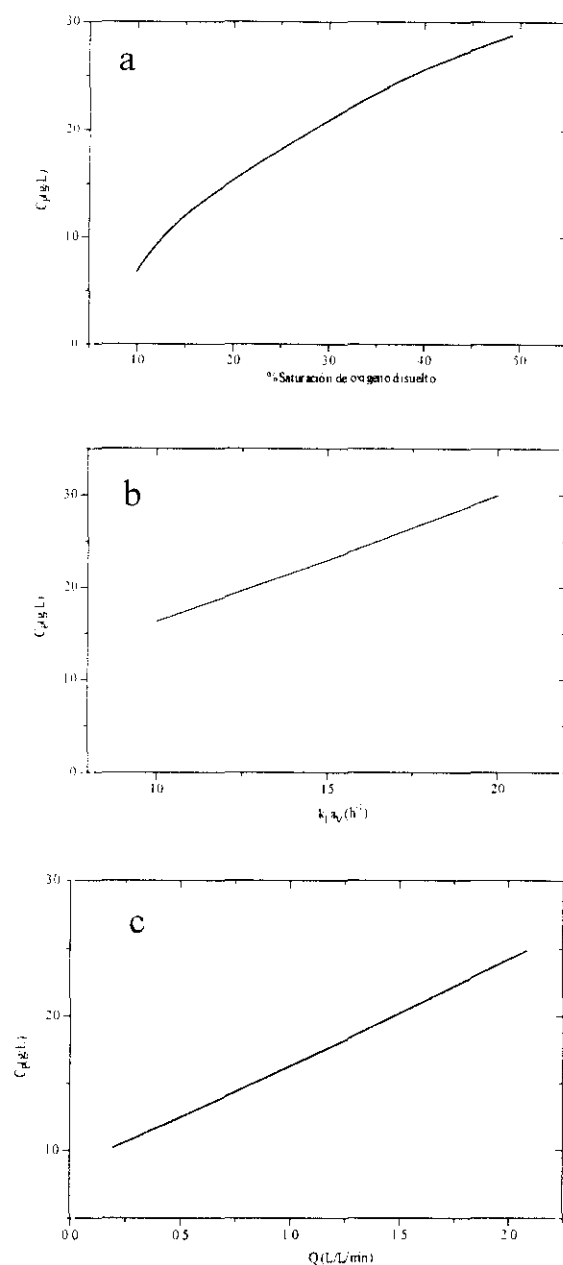 a
30
20
10
0
Cp(g/L)
10 20 30 40 50
% Saturación de oxígeno disuelto
b
30
20
10
0
Cp(g/L)
10 15 20
kLaV(h⁻¹)
c
30
20
10
Cp(g/L)
0.0 0.5 1.0 1.5 2.0
Q (L/L/min)